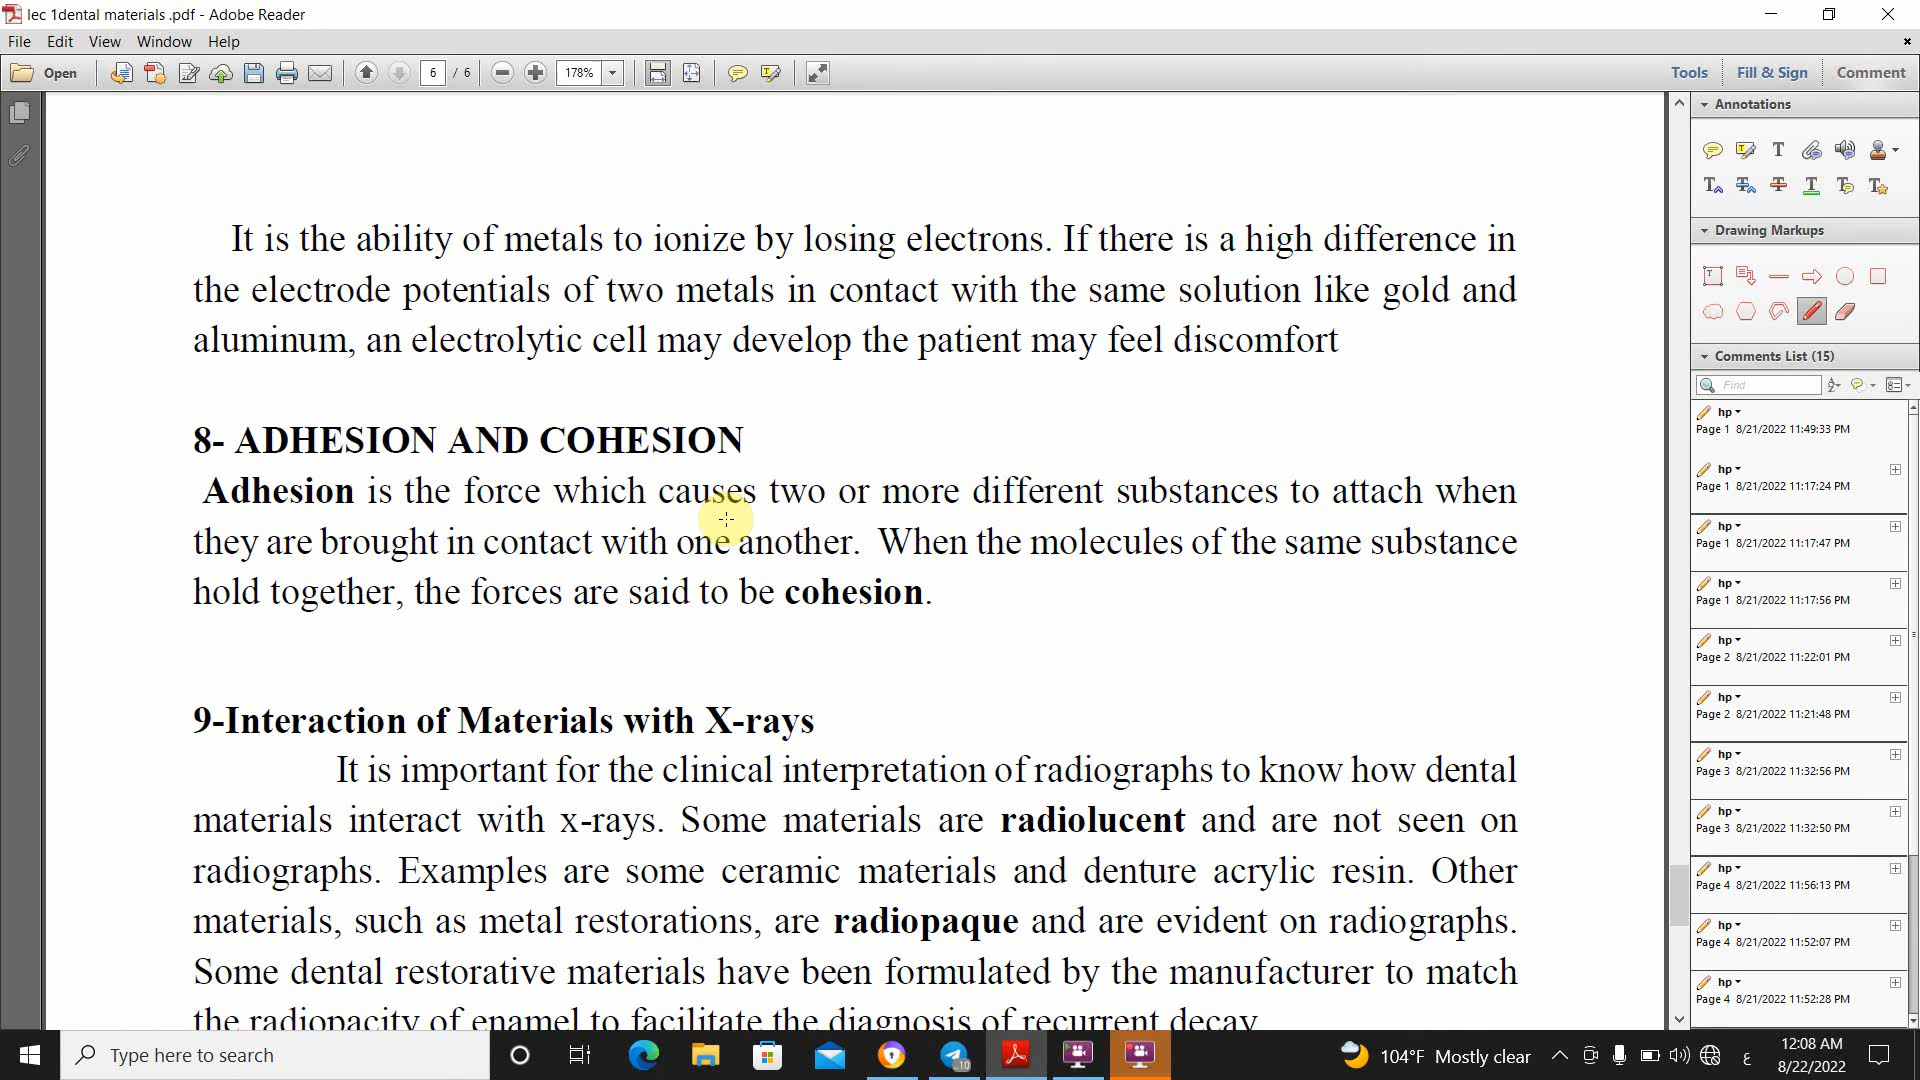 lec 1dental materials .pdf - Adobe Reader
File Edit View Window Help
Open 6 / 6 178% Tools Fill & Sign Comment
Annotations
Drawing Markups
Comments List (15)
Find
hp
Page 1 8/21/2022 11:49:33 PM
hp
Page 1 8/21/2022 11:17:24 PM
hp
Page 1 8/21/2022 11:17:47 PM
hp
Page 1 8/21/2022 11:17:56 PM
hp
Page 2 8/21/2022 11:22:01 PM
hp
Page 2 8/21/2022 11:21:48 PM
hp
Page 3 8/21/2022 11:32:56 PM
hp
Page 3 8/21/2022 11:32:50 PM
hp
Page 4 8/21/2022 11:56:13 PM
hp
Page 4 8/21/2022 11:52:07 PM
hp
Page 4 8/21/2022 11:52:28 PM
It is the ability of metals to ionize by losing electrons. If there is a high difference in
the electrode potentials of two metals in contact with the same solution like gold and
aluminum, an electrolytic cell may develop the patient may feel discomfort
8- ADHESION AND COHESION
Adhesion is the force which causes two or more different substances to attach when
they are brought in contact with one another. When the molecules of the same substance
hold together, the forces are said to be cohesion.
9-Interaction of Materials with X-rays
It is important for the clinical interpretation of radiographs to know how dental
materials interact with x-rays. Some materials are radiolucent and are not seen on
radiographs. Examples are some ceramic materials and denture acrylic resin. Other
materials, such as metal restorations, are radiopaque and are evident on radiographs.
Some dental restorative materials have been formulated by the manufacturer to match
the radiopacity of enamel to facilitate the diagnosis of recurrent decay
Type here to search
10
104°F Mostly clear
ع
12:08 AM
8/22/2022